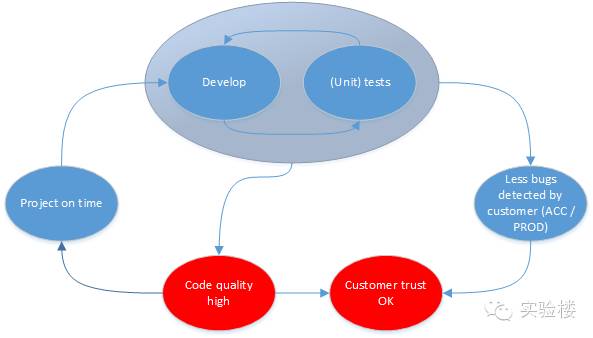 Develop
(Unit) tests
Project on time
Less bugs
detected by
customer (ACC /
PROD)
Code quality
high
Customer trust
OK
实验楼